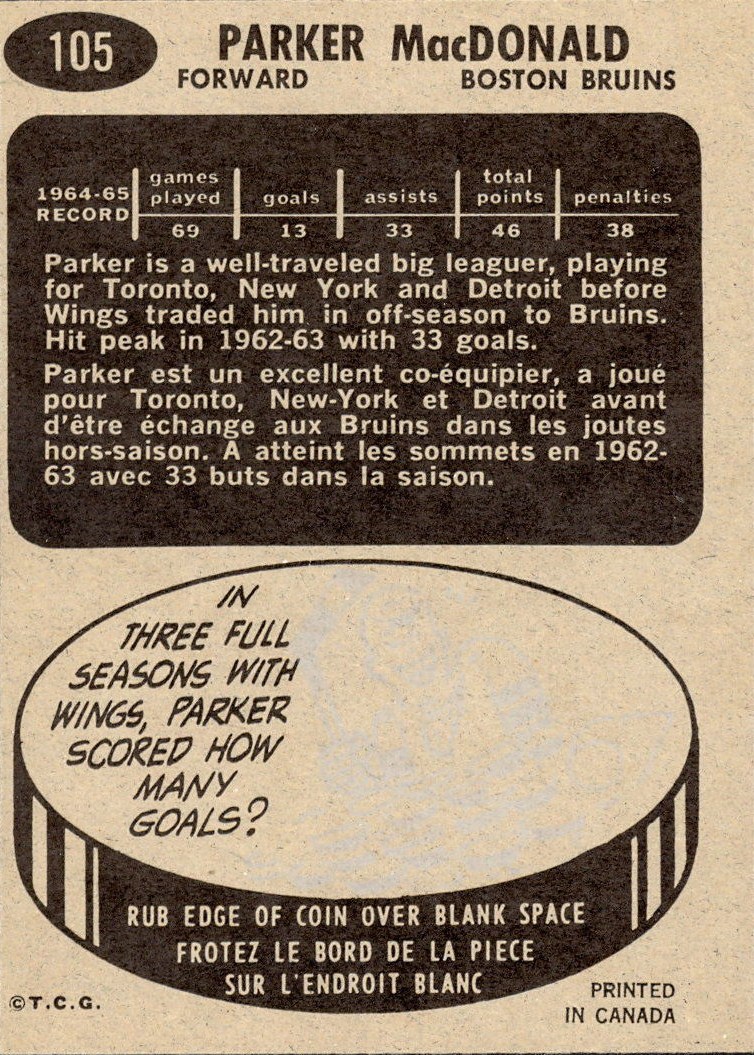 105
PARKER MacDONALD
FORWARD BOSTON BRUINS
1964-65 RECORD
games played goals assists total points penalties
69 13 33 46 38
Parker is a well-traveled big leaguer, playing
for Toronto, New York and Detroit before
Wings traded him in off-season to Bruins.
Hit peak in 1962-63 with 33 goals.
Parker est un excellent co-équipier, a joué
pour Toronto, New-York et Detroit avant
d'être échange aux Bruins dans les joutes
hors-saison. A atteint les sommets en 1962-
63 avec 33 buts dans la saison.
IN
THREE FULL
SEASONS WITH
WINGS, PARKER
SCORED HOW
MANY
GOALS?
RUB EDGE OF COIN OVER BLANK SPACE
FROTEZ LE BORD DE LA PIECE
SUR L'ENDROIT BLANC
©T.C.G.
PRINTED
IN CANADA